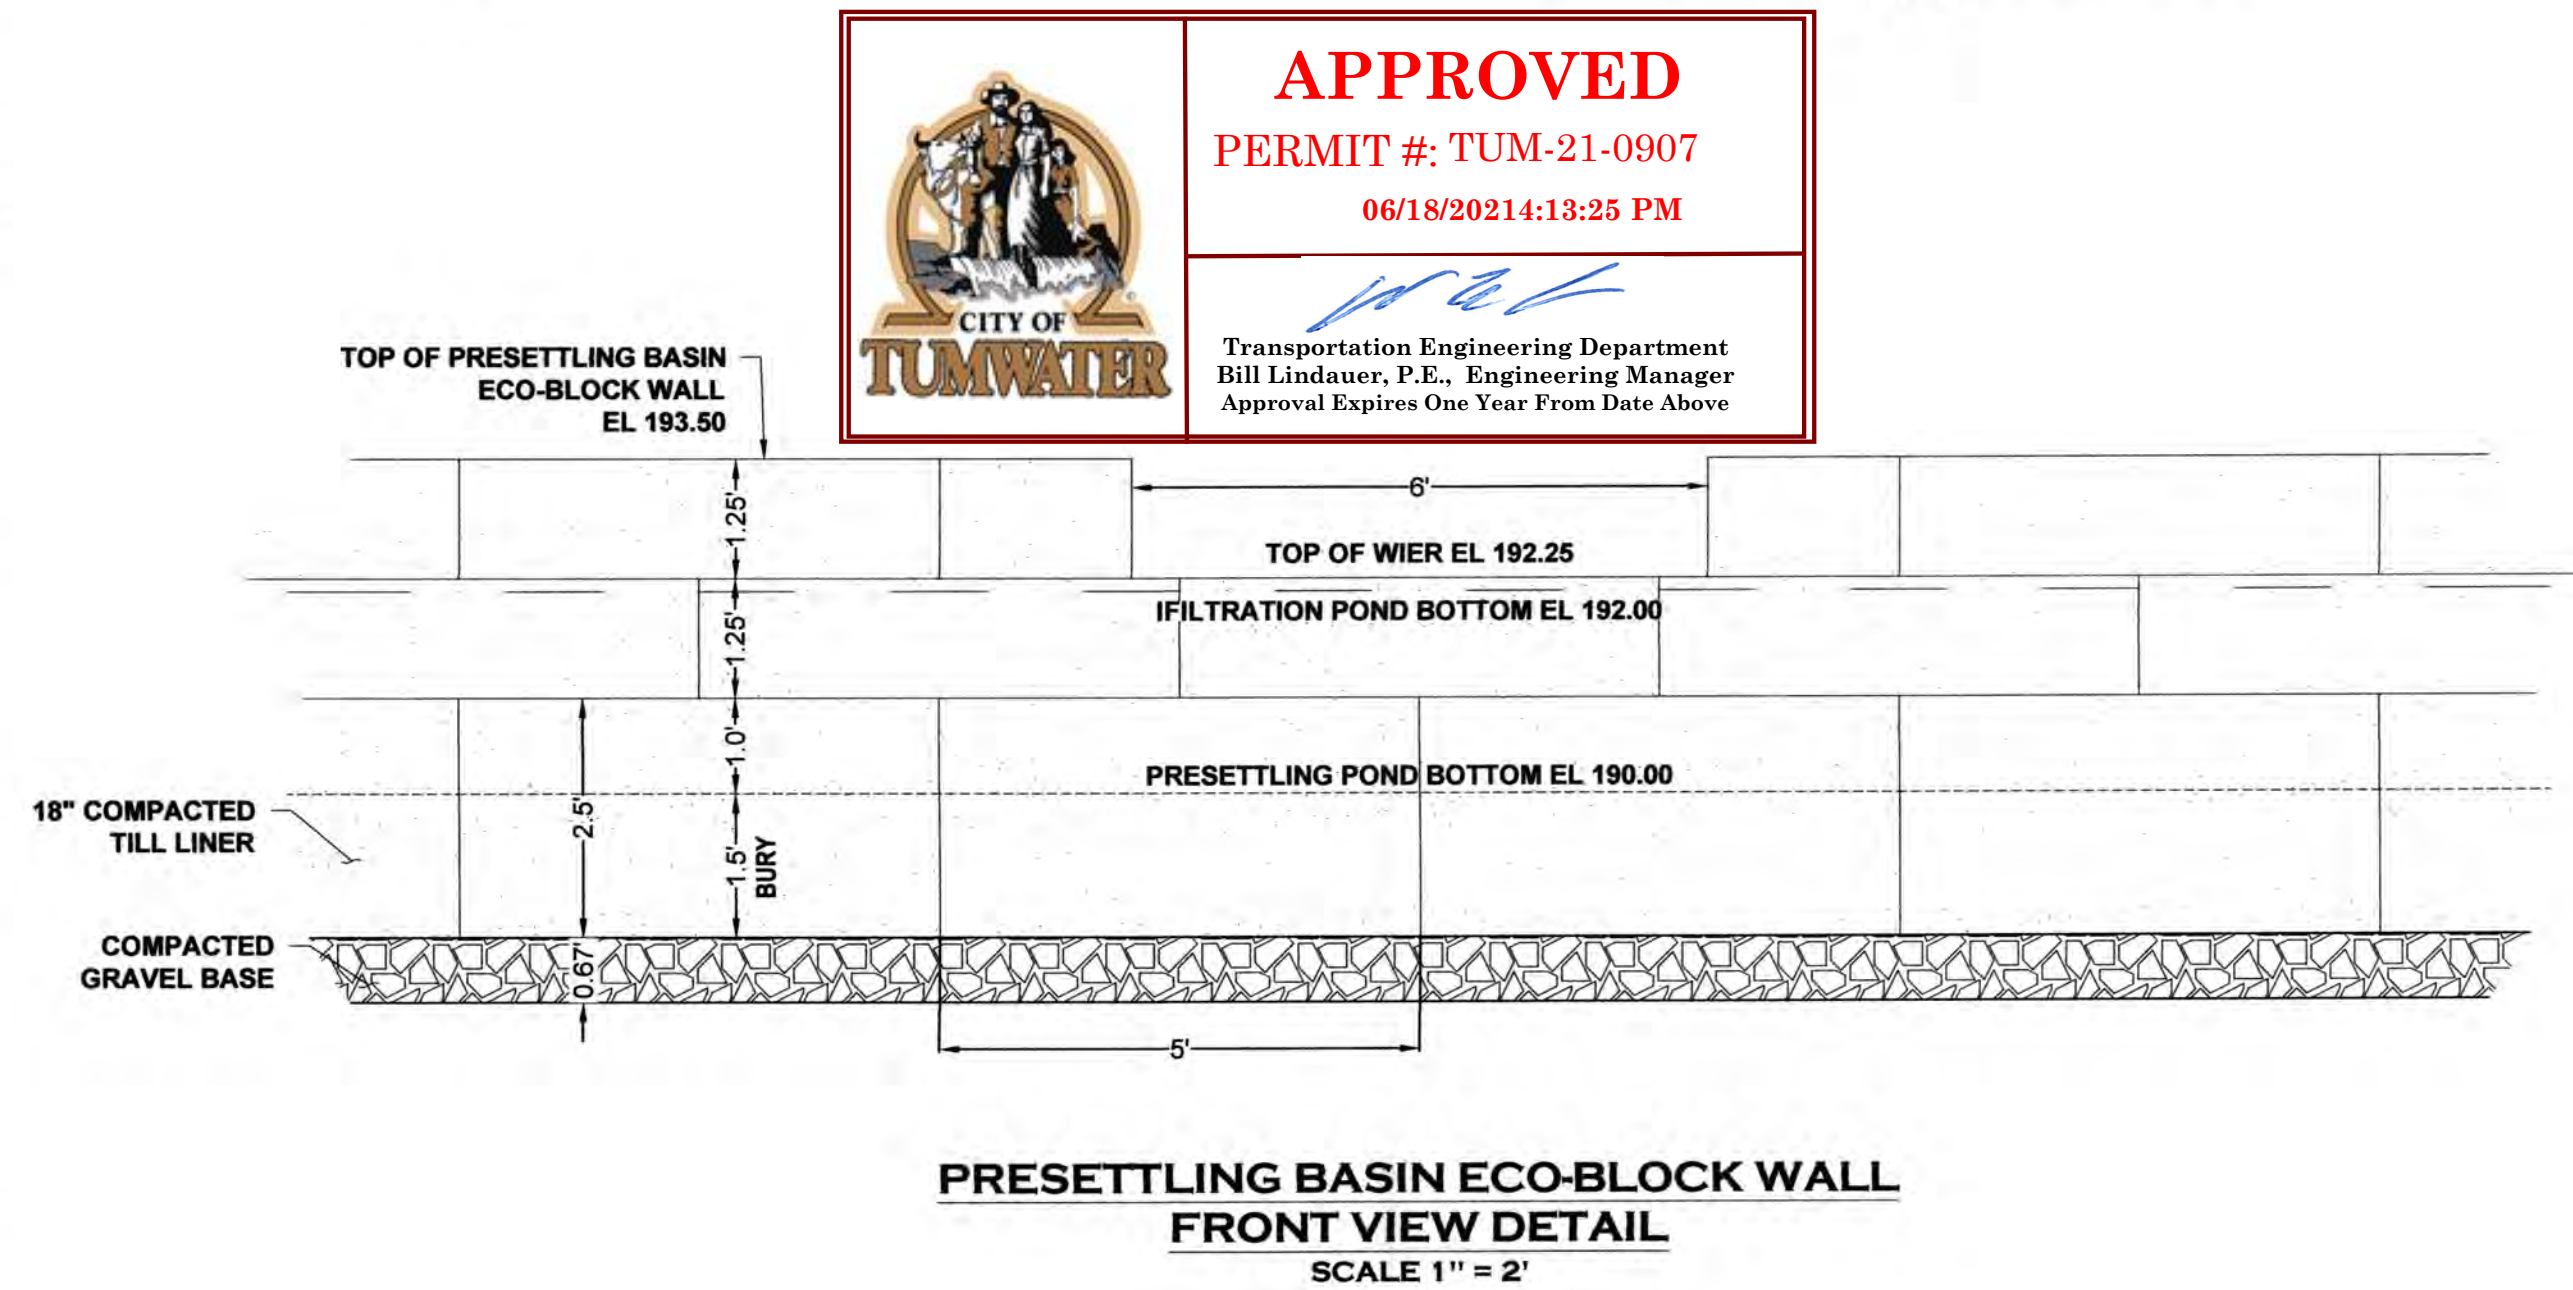 APPROVED
PERMIT #: TUM-21-0907
06/18/20214:13:25 PM
CITY OF
TUMWATER
Transportation Engineering Department
Bill Lindauer, P.E., Engineering Manager
Approval Expires One Year From Date Above
TOP OF PRESETTLING BASIN
ECO-BLOCK WALL
EL 193.50
1.25'
6'
TOP OF WIER EL 192.25
1.25'
IFILTRATION POND BOTTOM EL 192.00
1.0'
PRESETTLING POND BOTTOM EL 190.00
18" COMPACTED
TILL LINER
2.5'
1.5'
BURY
COMPACTED
GRAVEL BASE
0.67'
5'
PRESETTLING BASIN ECO-BLOCK WALL
FRONT VIEW DETAIL
SCALE 1" = 2'